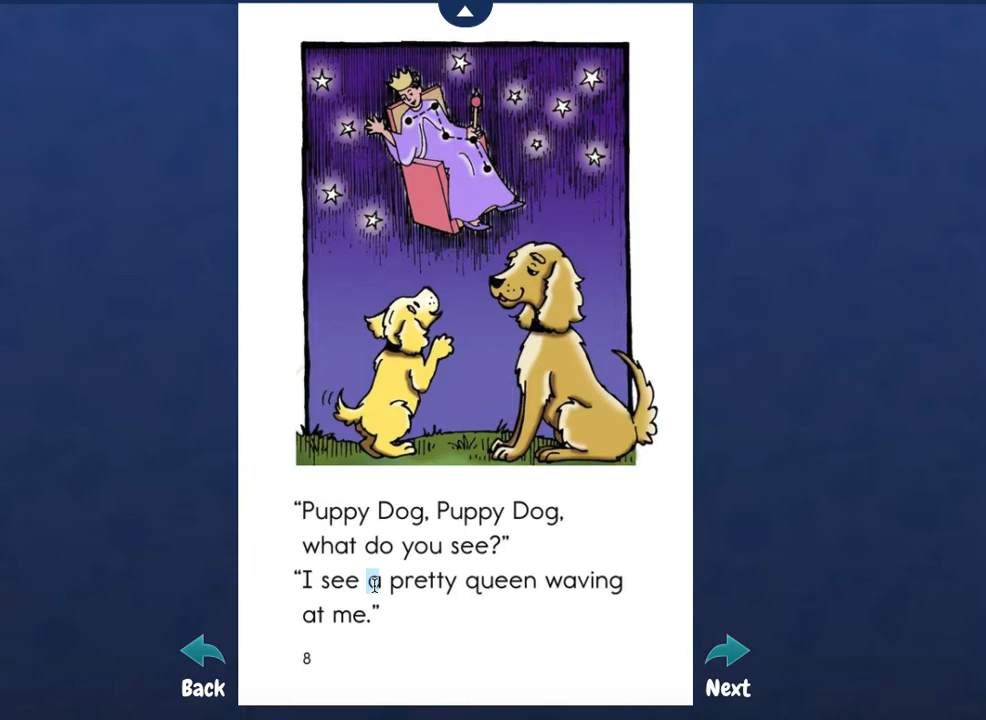 “Puppy Dog, Puppy Dog,
what do you see?”
“I see a pretty queen waving
at me.”
8
Back
Next